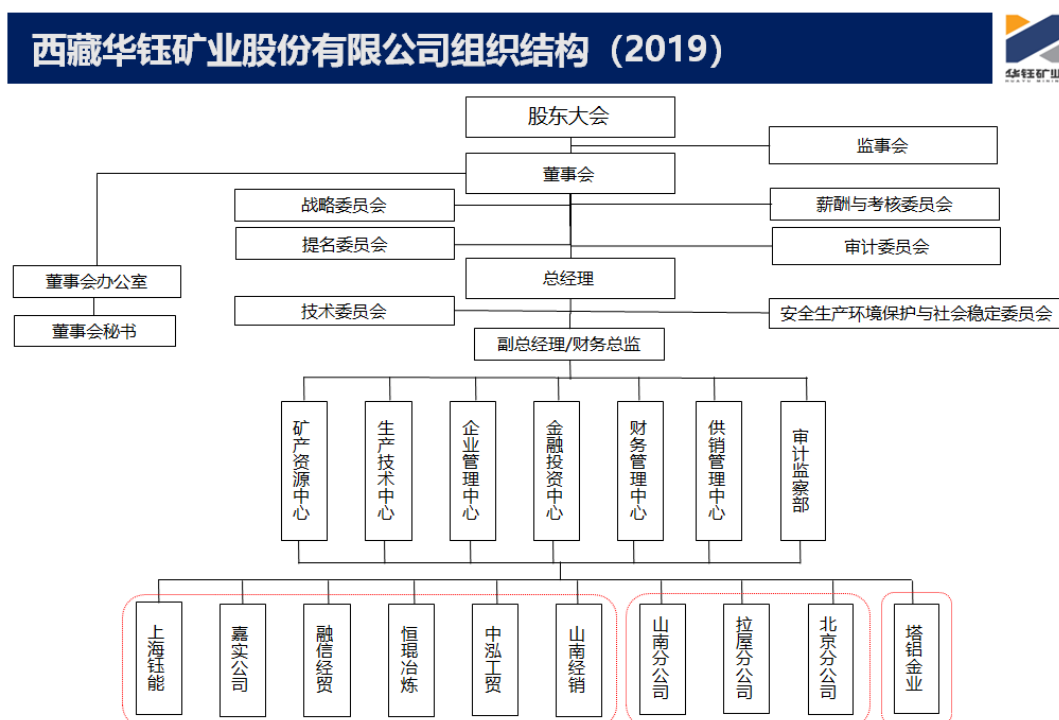 西藏华钰矿业股份有限公司组织结构（2019）
华钰矿业
股东大会
监事会
董事会
战略委员会
薪酬与考核委员会
提名委员会
审计委员会
董事会办公室
总经理
技术委员会
安全生产环境保护与社会稳定委员会
董事会秘书
副总经理/财务总监
矿产资源中心
生产技术中心
企业管理中心
金融投资中心
财务管理中心
供销管理中心
审计监察部
上海钰能
嘉实公司
融信经贸
恒琨冶炼
中泓工贸
山南经销
山南分公司
拉屋分公司
北京分公司
塔铝金业